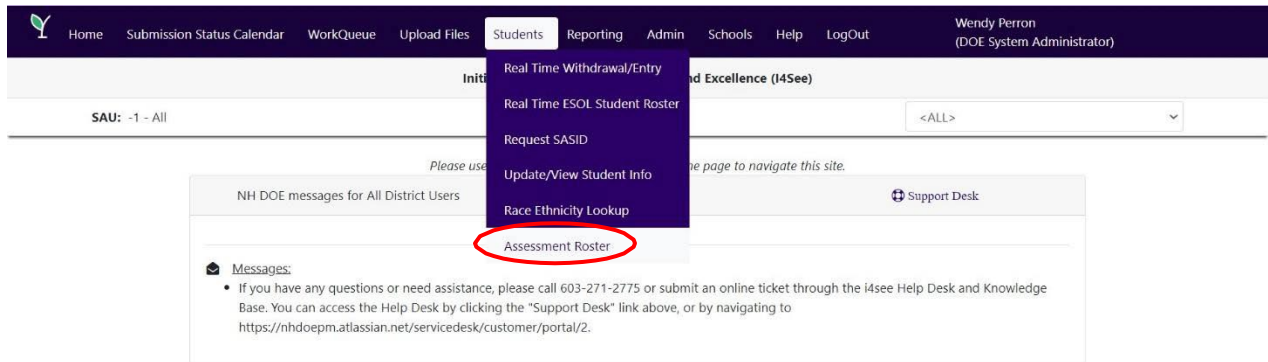 Home Submission Status Calendar WorkQueue Upload Files Students Reporting Admin Schools Help LogOut
Wendy Perron
(DOE System Administrator)
Real Time Withdrawal/Entry
Real Time ESOL Student Roster
Request SASID
Update/View Student Info
Race Ethnicity Lookup
Assessment Roster
Initi nd Excellence (I4See)
SAU: -1 - All
<ALL>
Please use he page to navigate this site.
NH DOE messages for All District Users
Support Desk
Messages:
• If you have any questions or need assistance, please call 603-271-2775 or submit an online ticket through the i4see Help Desk and Knowledge
Base. You can access the Help Desk by clicking the "Support Desk" link above, or by navigating to
https://nhdoepm.atlassian.net/servicedesk/customer/portal/2.